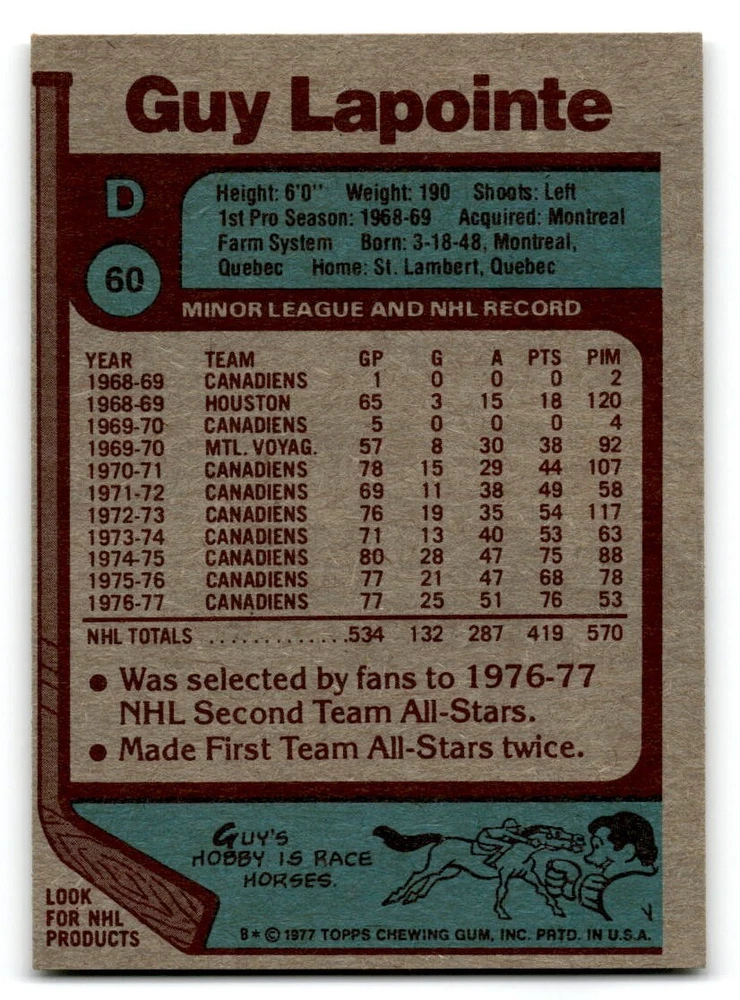 Guy Lapointe
D
60
Height: 6'0" Weight: 190 Shoots: Left
1st Pro Season: 1968-69 Acquired: Montreal
Farm System Born: 3-18-48, Montreal,
Quebec Home: St. Lambert, Quebec
MINOR LEAGUE AND NHL RECORD
YEAR TEAM GP G A PTS PIM
1968-69 CANADIENS 1 0 0 0 2
1968-69 HOUSTON 65 3 15 18 120
1969-70 CANADIENS 5 0 0 0 4
1969-70 MTL. VOYAG. 57 8 30 38 92
1970-71 CANADIENS 78 15 29 44 107
1971-72 CANADIENS 69 11 38 49 58
1972-73 CANADIENS 76 19 35 54 117
1973-74 CANADIENS 71 13 40 53 63
1974-75 CANADIENS 80 28 47 75 88
1975-76 CANADIENS 77 21 47 68 78
1976-77 CANADIENS 77 25 51 76 53
NHL TOTALS .............534 132 287 419 570
• Was selected by fans to 1976-77
NHL Second Team All-Stars.
• Made First Team All-Stars twice.
GUY'S
HOBBY IS RACE
HORSES.
LOOK
FOR NHL
PRODUCTS
B* © 1977 TOPPS CHEWING GUM, INC. PRTD. IN U.S.A.